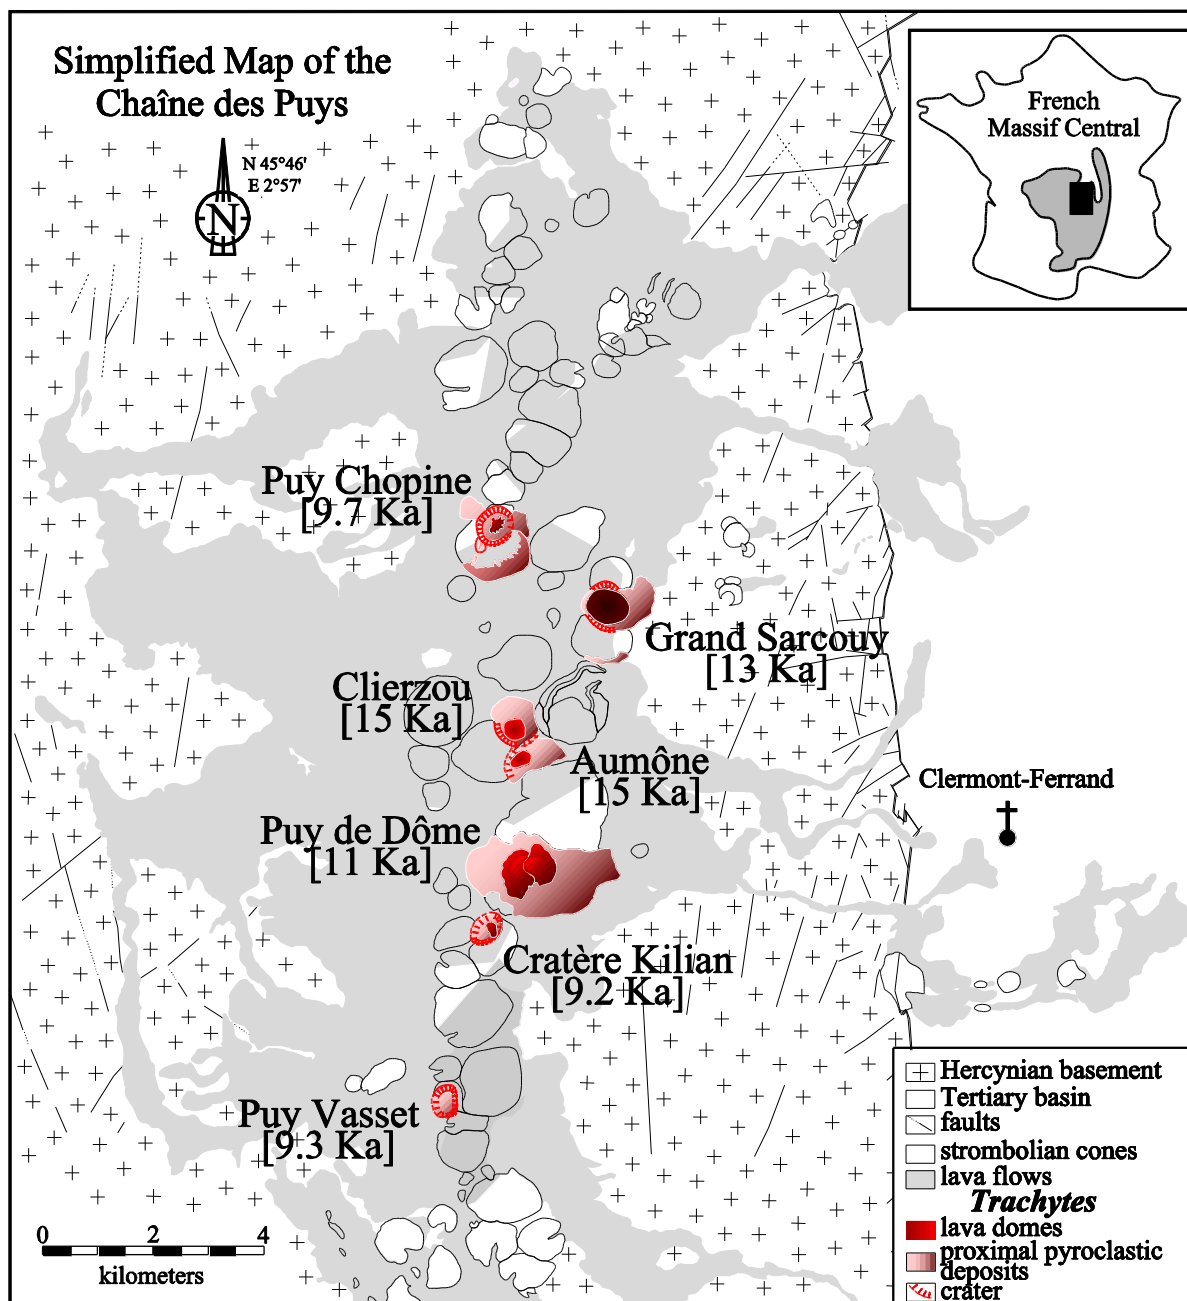 Simplified Map of the
Chaîne des Puys
N 45°46'
E 2°57'
N
French
Massif Central
Puy Chopine
[9.7 Ka]
Grand Sarcouy
[13 Ka]
Clierzou
[15 Ka]
Aumône
[15 Ka]
Clermont-Ferrand
Puy de Dôme
[11 Ka]
Cratère Kilian
[9.2 Ka]
Puy Vasset
[9.3 Ka]
0 2 4
kilometers
Hercynian basement
Tertiary basin
faults
strombolian cones
lava flows
Trachytes
lava domes
proximal pyroclastic
deposits
crater